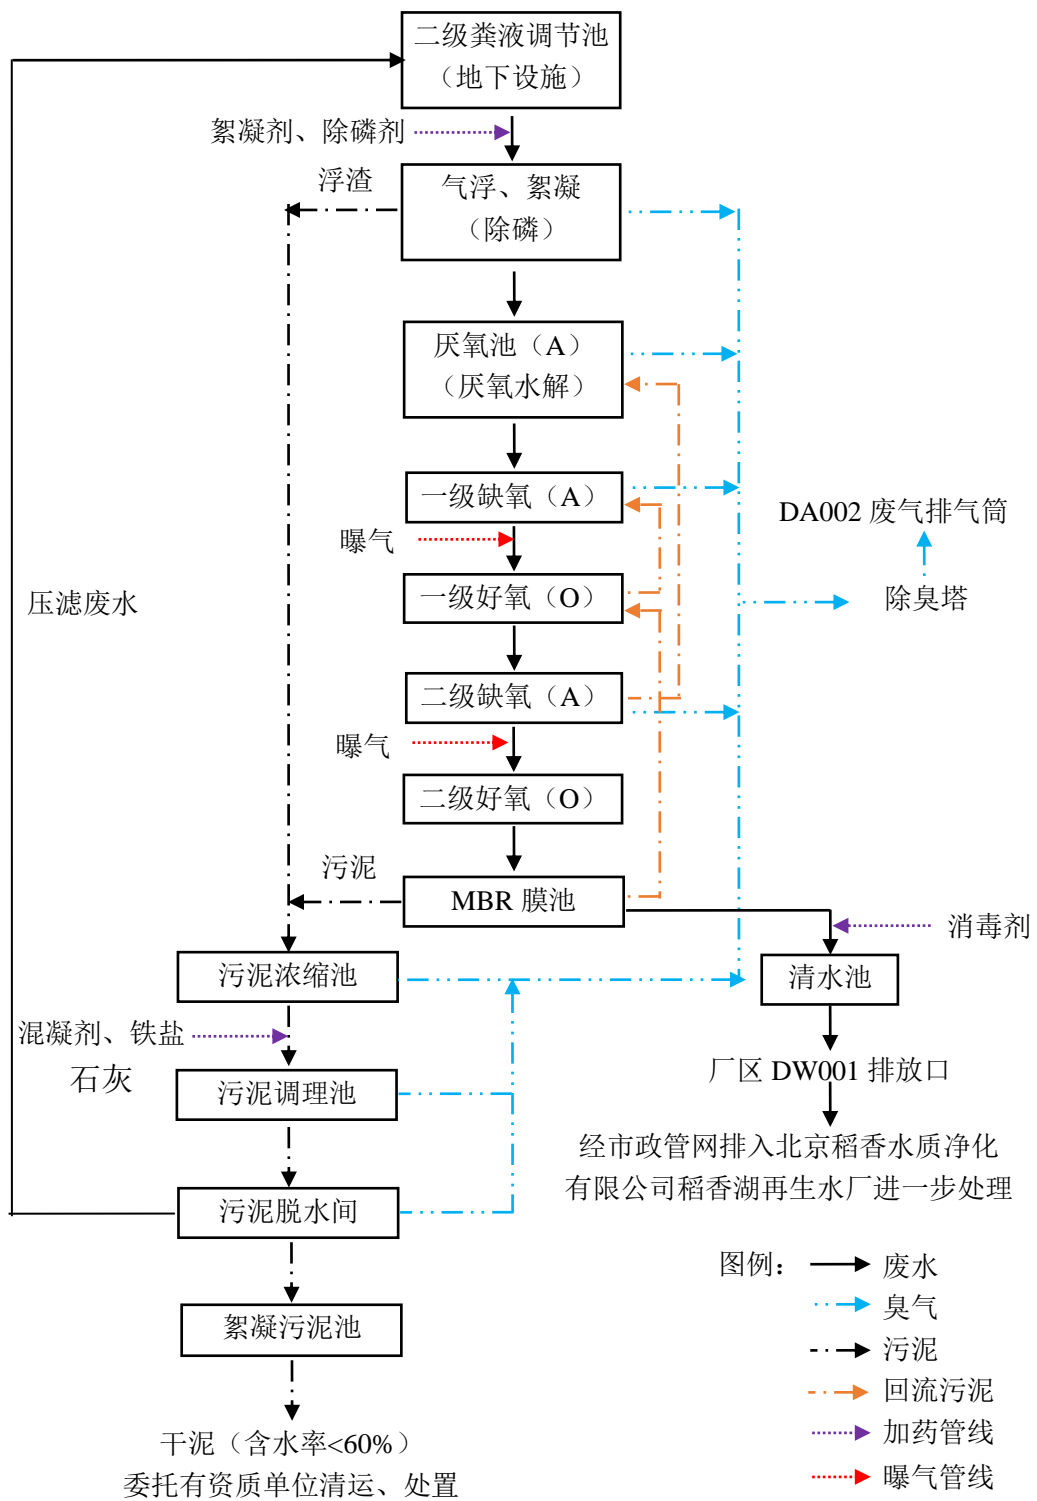 二级粪液调节池
（地下设施）
絮凝剂、除磷剂
浮渣
气浮、絮凝
（除磷）
厌氧池（A）
（厌氧水解）
一级缺氧（A）
DA002 废气排气筒
曝气
一级好氧（O）
压滤废水
除臭塔
二级缺氧（A）
曝气
二级好氧（O）
污泥
MBR 膜池
消毒剂
污泥浓缩池
清水池
混凝剂、铁盐
石灰
厂区 DW001 排放口
污泥调理池
经市政管网排入北京稻香水质净化
有限公司稻香湖再生水厂进一步处理
污泥脱水间
图例：
废水
臭气
絮凝污泥池
污泥
回流污泥
干泥（含水率<60%）
加药管线
委托有资质单位清运、处置
曝气管线